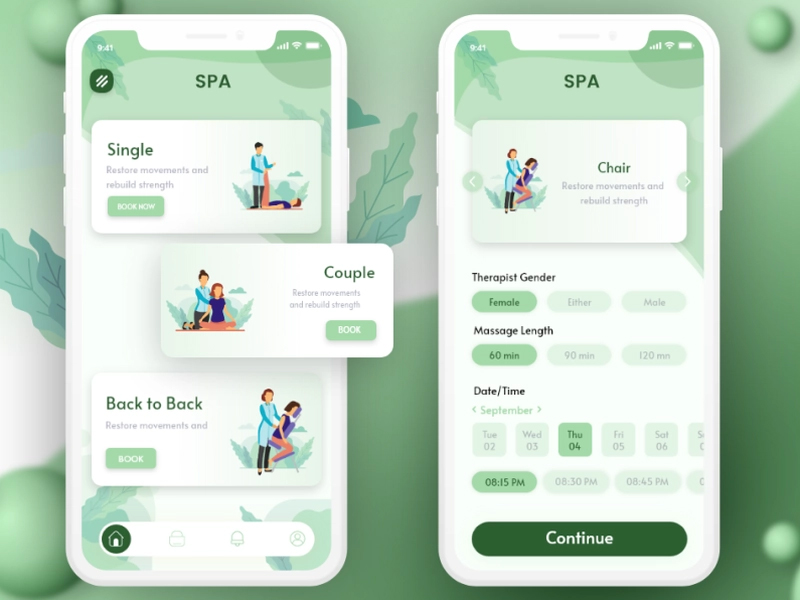 9:41
SPA
Single
Restore movements and
rebuild strength
BOOK NOW
Couple
Restore movements
and rebuild strength
BOOK
Back to Back
Restore movements and
BOOK
9:41
SPA
Chair
Restore movements and
rebuild strength
Therapist Gender
Female Either Male
Massage Length
60 min 90 min 120 mn
Date/Time
< September >
Tue Wed Thu Fri Sat
02 03 04 05 06
08:15 PM 08:30 PM 08:45 PM
Continue